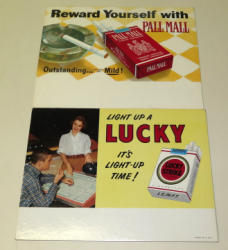 Reward Yourself with
PALL MALL
PALL MALL
Outstanding... Mild!
LIGHT UP A
LUCKY
IT'S
LIGHT-UP
TIME!
LUCKY
STRIKE